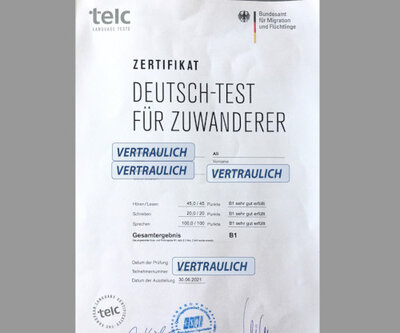 telc
LANGUAGE TESTS
Bundesamt
für Migration
und Flüchtlinge
ZERTIFIKAT
DEUTSCH-TEST
FÜR ZUWANDERER
VERTRAULICH Ali
Vorname
VERTRAULICH VERTRAULICH
Hören/Lesen: 45,0 / 45 Punkte B1 sehr gut erfüllt
Schreiben 20,0 / 20 Punkte B1 sehr gut erfüllt
Sprechen 100,0 / 100 Punkte B1 sehr gut erfüllt
Gesamtergebnis B1
Datum der Prüfung
Teilnehmernummer VERTRAULICH
Datum der Ausstellung 30.06.2021
telc